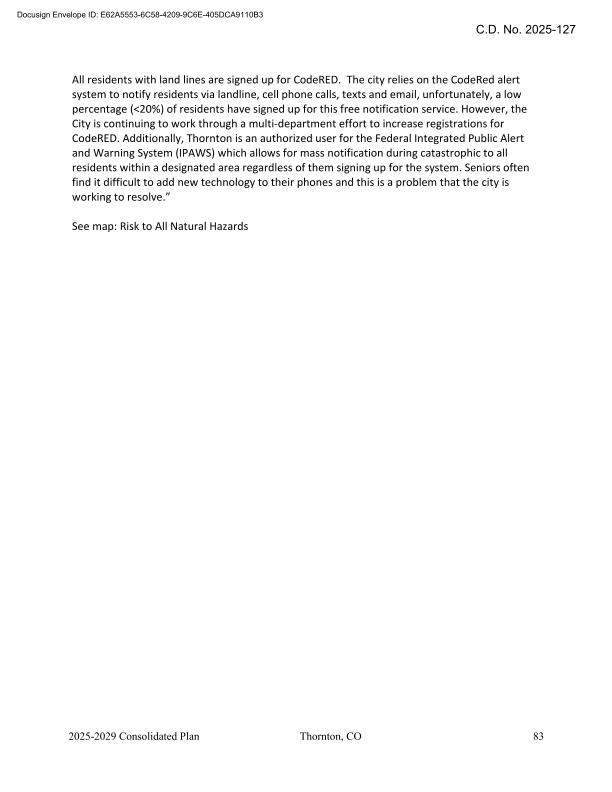 Docusign Envelope ID: E62A5553-6C58-4209-9C6E-405DCA9110B3
C.D. No. 2025-127
All residents with land lines are signed up for CodeRED.  The city relies on the CodeRed alert
system to notify residents via landline, cell phone calls, texts and email, unfortunately, a low
percentage (<20%) of residents have signed up for this free notification service. However, the
City is continuing to work through a multi-department effort to increase registrations for
CodeRED. Additionally, Thornton is an authorized user for the Federal Integrated Public Alert
and Warning System (IPAWS) which allows for mass notification during catastrophic to all
residents within a designated area regardless of them signing up for the system. Seniors often
find it difficult to add new technology to their phones and this is a problem that the city is
working to resolve.”
See map: Risk to All Natural Hazards
2025-2029 Consolidated Plan Thornton, CO 83